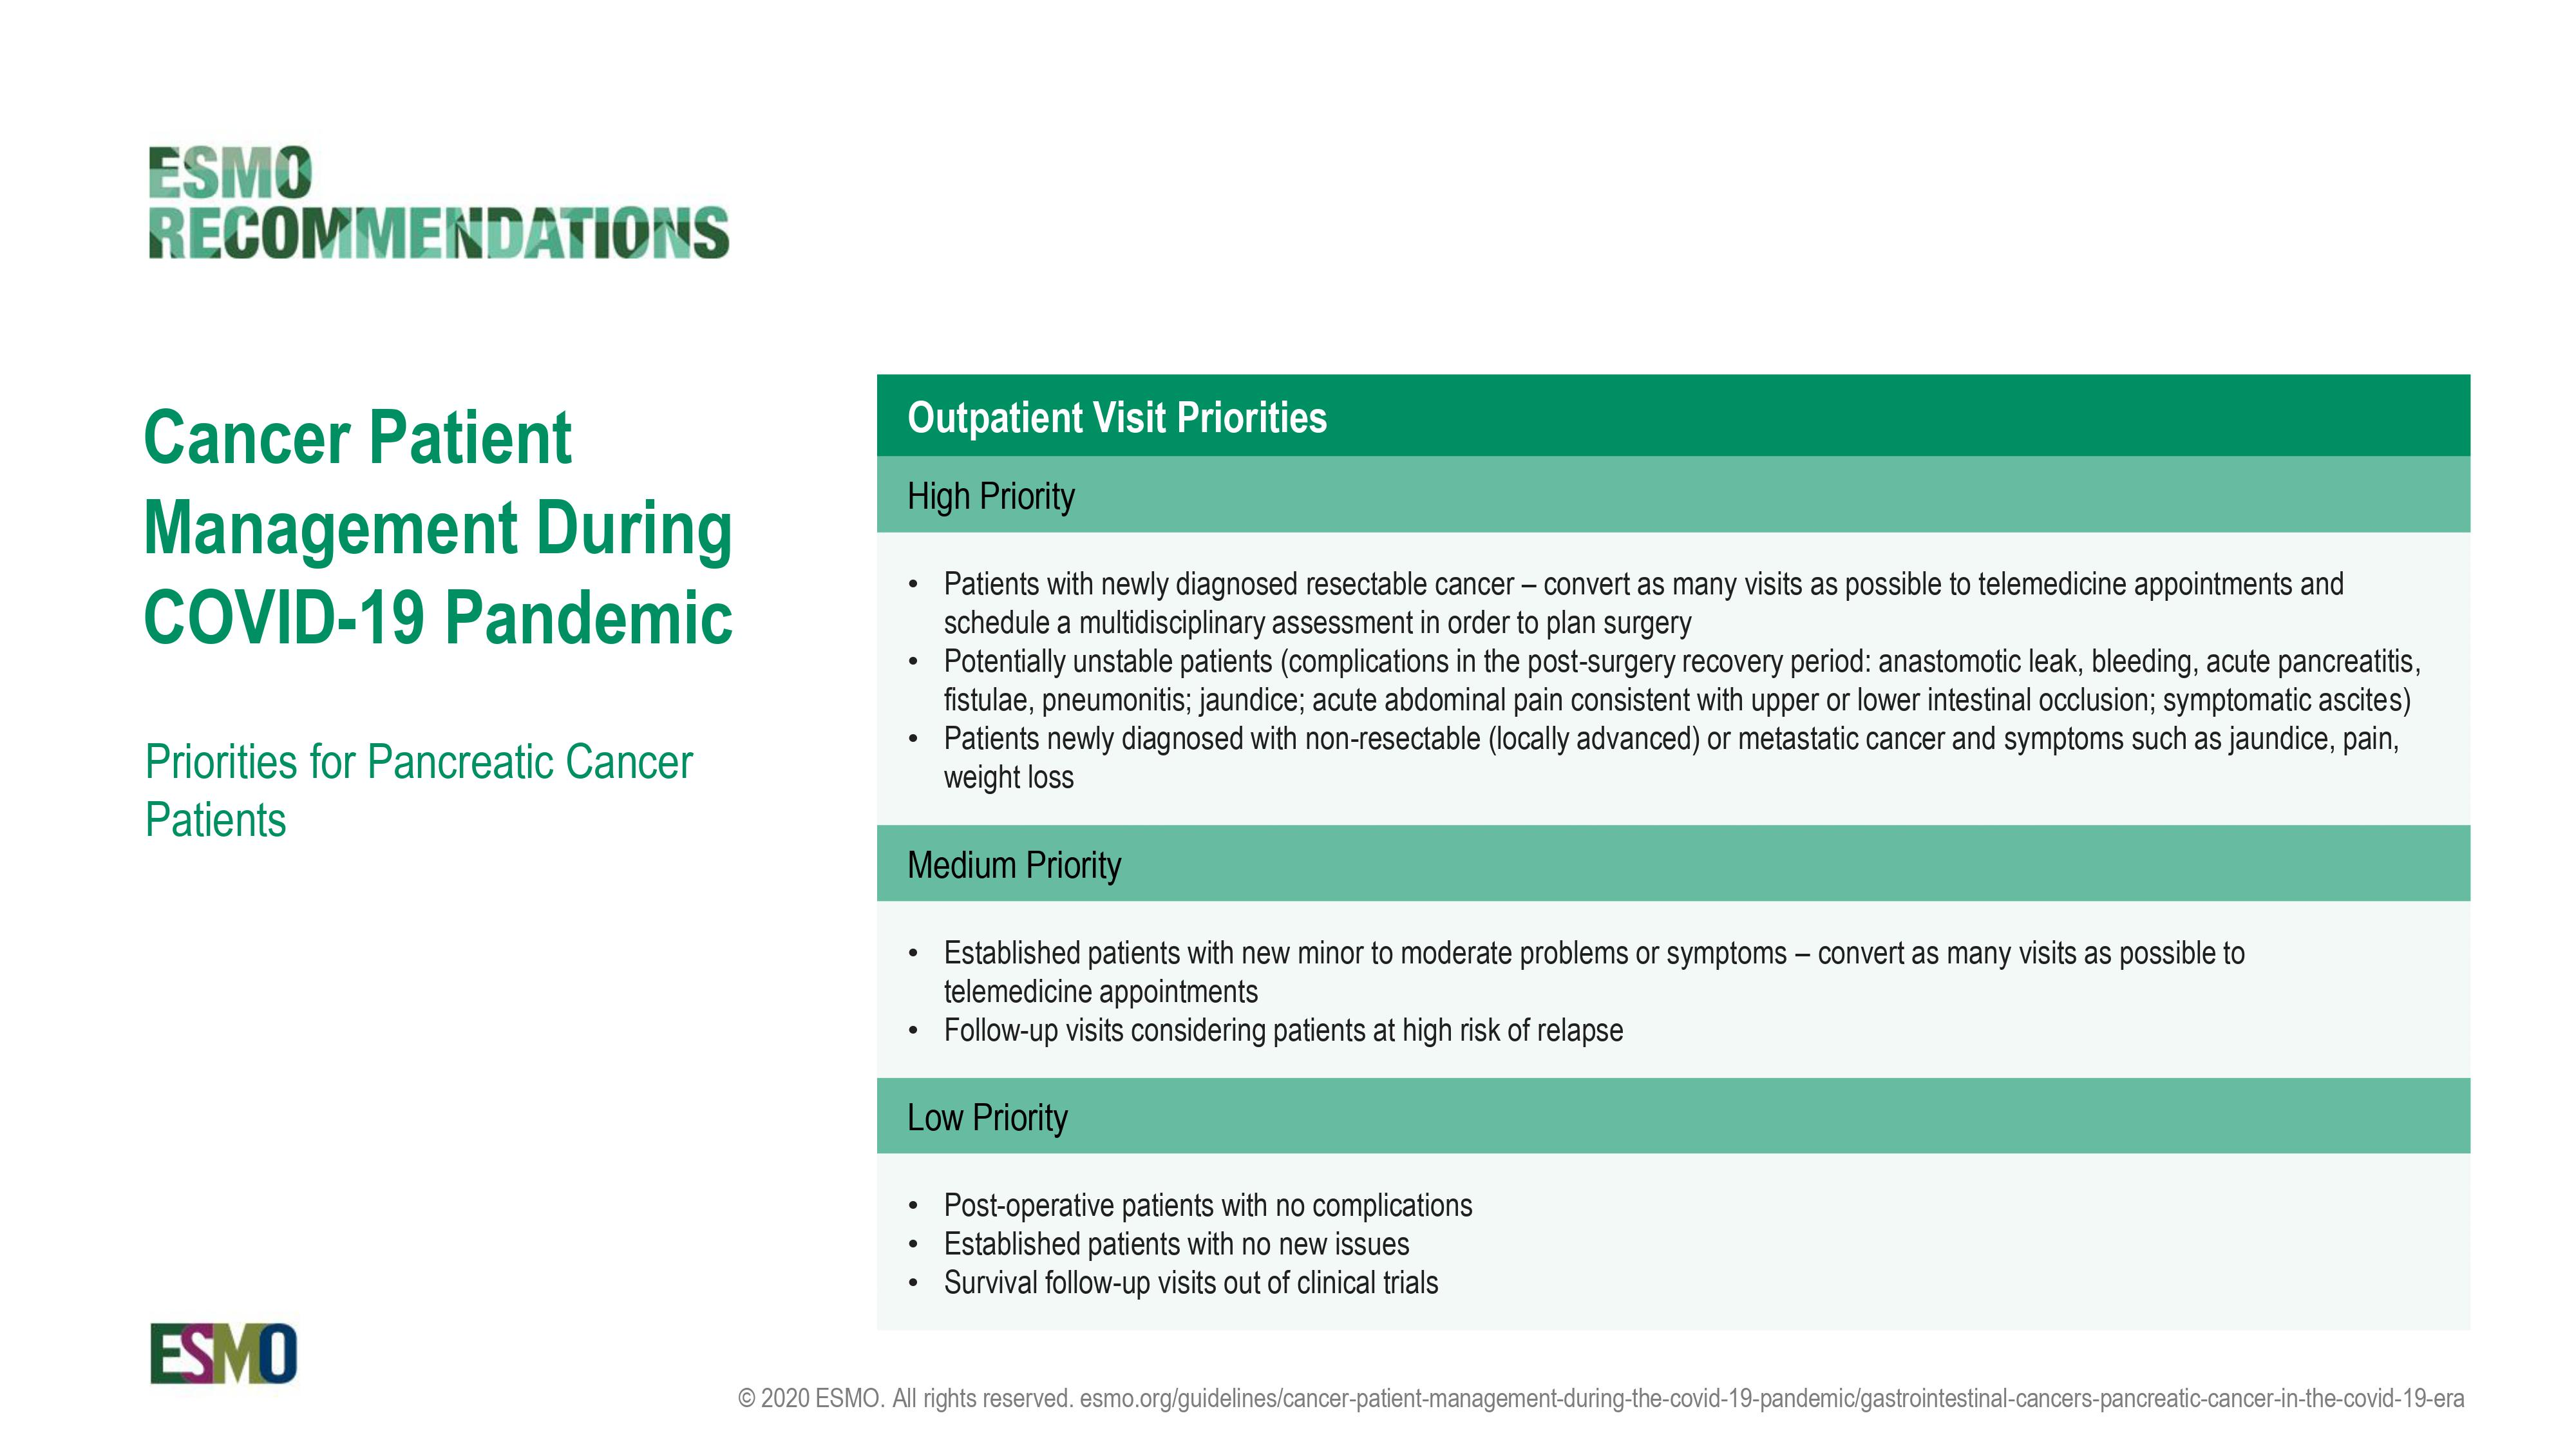 ESMO
RECOMMENDATIONS
Cancer Patient
Management During
COVID-19 Pandemic
Priorities for Pancreatic Cancer
Patients
Outpatient Visit Priorities
High Priority
• Patients with newly diagnosed resectable cancer – convert as many visits as possible to telemedicine appointments and
schedule a multidisciplinary assessment in order to plan surgery
• Potentially unstable patients (complications in the post-surgery recovery period: anastomotic leak, bleeding, acute pancreatitis,
fistulae, pneumonitis; jaundice; acute abdominal pain consistent with upper or lower intestinal occlusion; symptomatic ascites)
• Patients newly diagnosed with non-resectable (locally advanced) or metastatic cancer and symptoms such as jaundice, pain,
weight loss
Medium Priority
• Established patients with new minor to moderate problems or symptoms – convert as many visits as possible to
telemedicine appointments
• Follow-up visits considering patients at high risk of relapse
Low Priority
• Post-operative patients with no complications
• Established patients with no new issues
• Survival follow-up visits out of clinical trials
ESMO
© 2020 ESMO. All rights reserved. esmo.org/guidelines/cancer-patient-management-during-the-covid-19-pandemic/gastrointestinal-cancers-pancreatic-cancer-in-the-covid-19-era